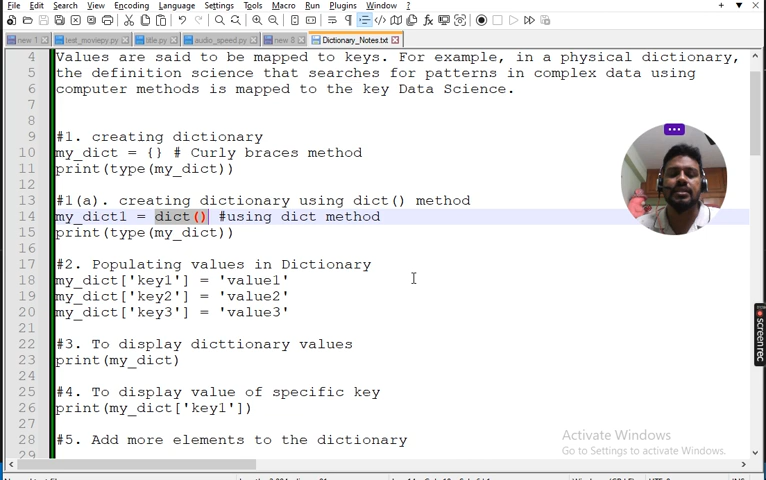 File Edit Search View Encoding Language Settings Tools Macro Run Plugins Window ?
new 1 test_moviepy.py title.py audio_speed.py new 8 Dictionary_Notes.txt
4 Values are said to be mapped to keys. For example, in a physical dictionary,
5 the definition science that searches for patterns in complex data using
6 computer methods is mapped to the key Data Science.
7
8
9 #1. creating dictionary
10 my_dict = {} # Curly braces method
11 print(type(my_dict))
12
13 #1(a). creating dictionary using dict() method
14 my_dict1 = dict() #using dict method
15 print(type(my_dict))
16
17 #2. Populating values in Dictionary
18 my_dict['key1'] = 'value1'
19 my_dict['key2'] = 'value2'
20 my_dict['key3'] = 'value3'
21
22 #3. To display dicttionary values
23 print(my_dict)
24
25 #4. To display value of specific key
26 print(my_dict['key1'])
27
28 #5. Add more elements to the dictionary
29
screen rec
Activate Windows
Go to Settings to activate Windows.